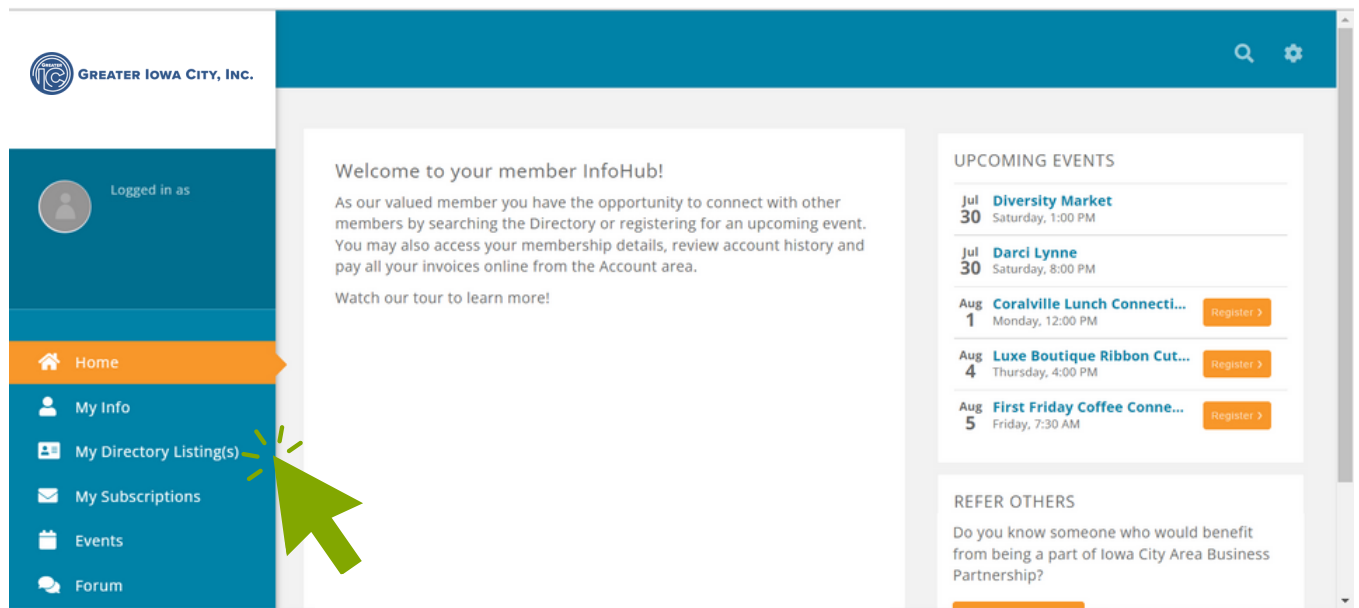 GREATER
IC
GREATER IOWA CITY, INC.
Logged in as
Home
My Info
My Directory Listing(s)
My Subscriptions
Events
Forum
Welcome to your member InfoHub!
As our valued member you have the opportunity to connect with other
members by searching the Directory or registering for an upcoming event.
You may also access your membership details, review account history and
pay all your invoices online from the Account area.
Watch our tour to learn more!
UPCOMING EVENTS
Jul 30 Diversity Market
Saturday, 1:00 PM
Jul 30 Darci Lynne
Saturday, 8:00 PM
Aug 1 Coralville Lunch Connecti... Register >
Monday, 12:00 PM
Aug 4 Luxe Boutique Ribbon Cut... Register >
Thursday, 4:00 PM
Aug 5 First Friday Coffee Conne... Register >
Friday, 7:30 AM
REFER OTHERS
Do you know someone who would benefit
from being a part of Iowa City Area Business
Partnership?